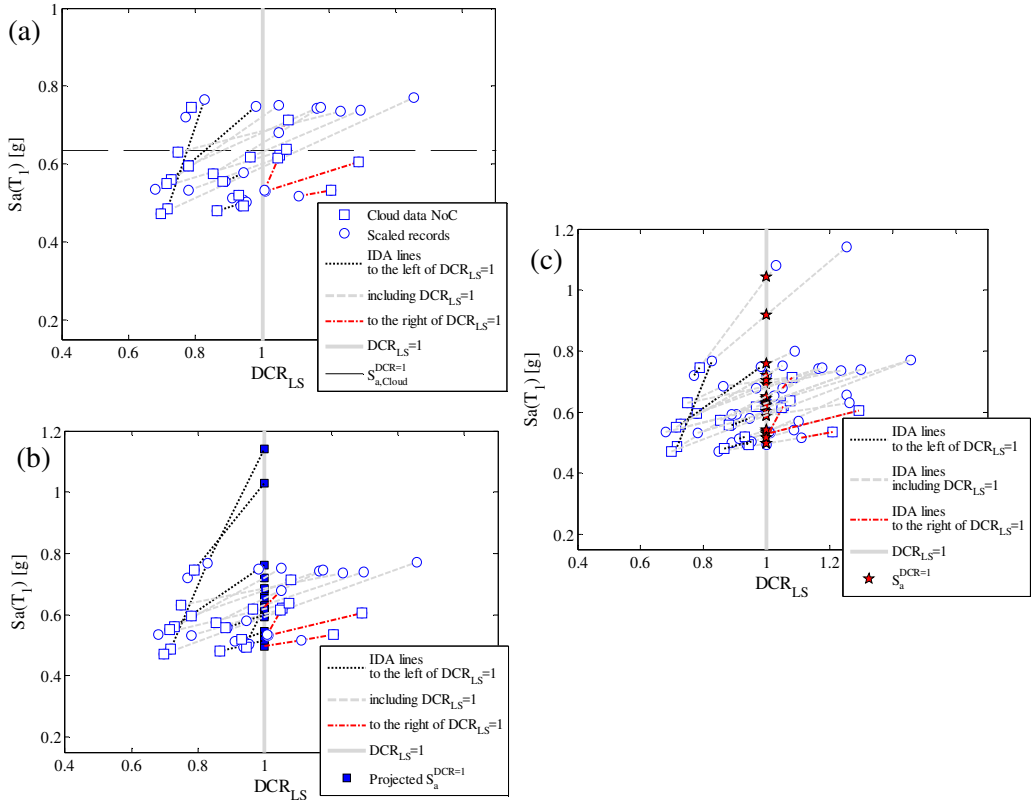 (a)
Sa(T1) [g]
1
0.8
0.6
0.4
0.2
0.4 0.6 0.8 1 1.2
DCRLS
Cloud data NoC
Scaled records
IDA lines
to the left of DCRLS=1
including DCRLS=1
to the right of DCRLS=1
DCRLS=1
Sa,CloudDCR=1
(b)
Sa(T1) [g]
1.2
1
0.8
0.6
0.4
0.2
0.4 0.6 0.8 1
DCRLS
IDA lines
to the left of DCRLS=1
including DCRLS=1
to the right of DCRLS=1
DCRLS=1
Projected SaDCR=1
(c)
Sa(T1) [g]
1.2
1
0.8
0.6
0.4
0.2
0.4 0.6 0.8 1 1.2
DCRLS
IDA lines
to the left of DCRLS=1
IDA lines
including DCRLS=1
IDA lines
to the right of DCRLS=1
DCRLS=1
SaDCR=1